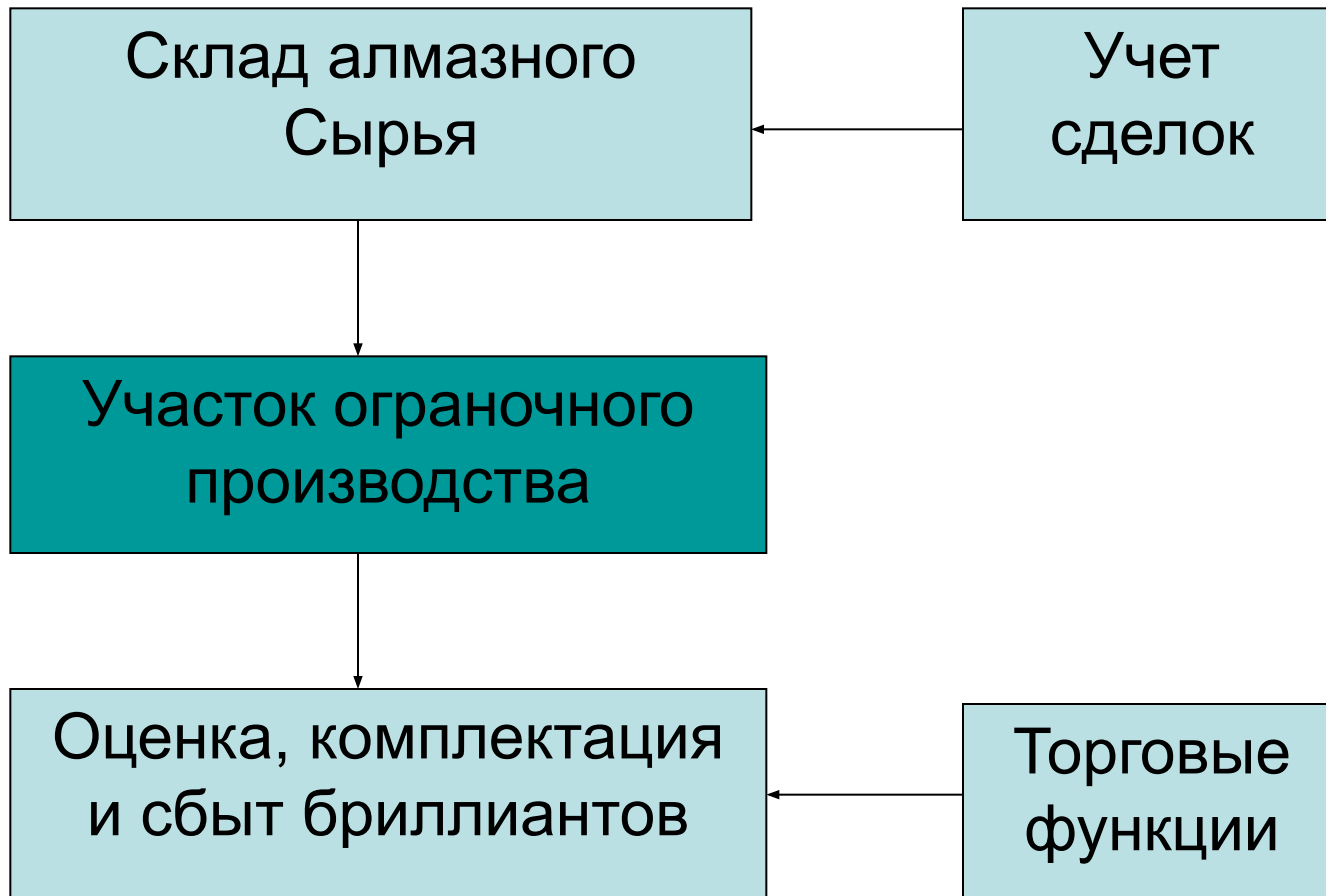 Склад алмазного
Сырья
Учет
сделок
Участок ограночного
производства
Оценка, комплектация
и сбыт бриллиантов
Торговые
функции